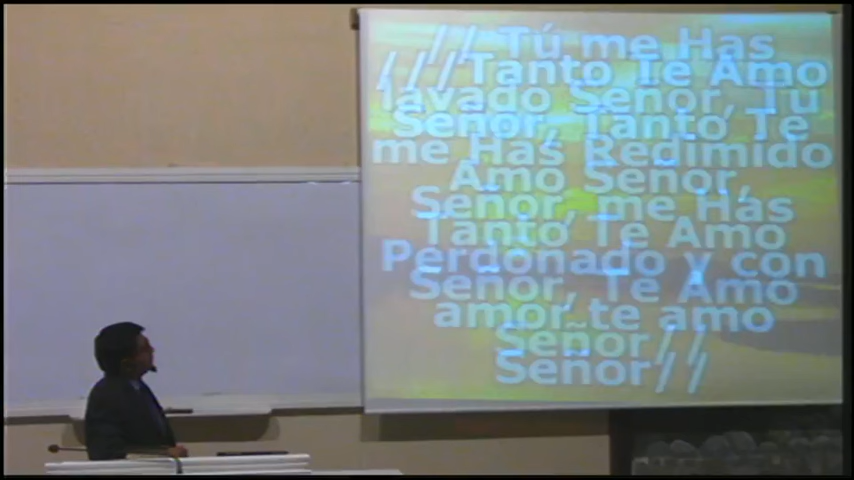 // Tú me Has
///Tanto Te Amo
lavado Señor, Tu
Señor, Tanto Te
me Has Redimido
Amo Señor,
Señor, me Has
Tanto Te Amo
Perdonado y con
Señor, Te Amo
amor te amo
Señor//
Señor//